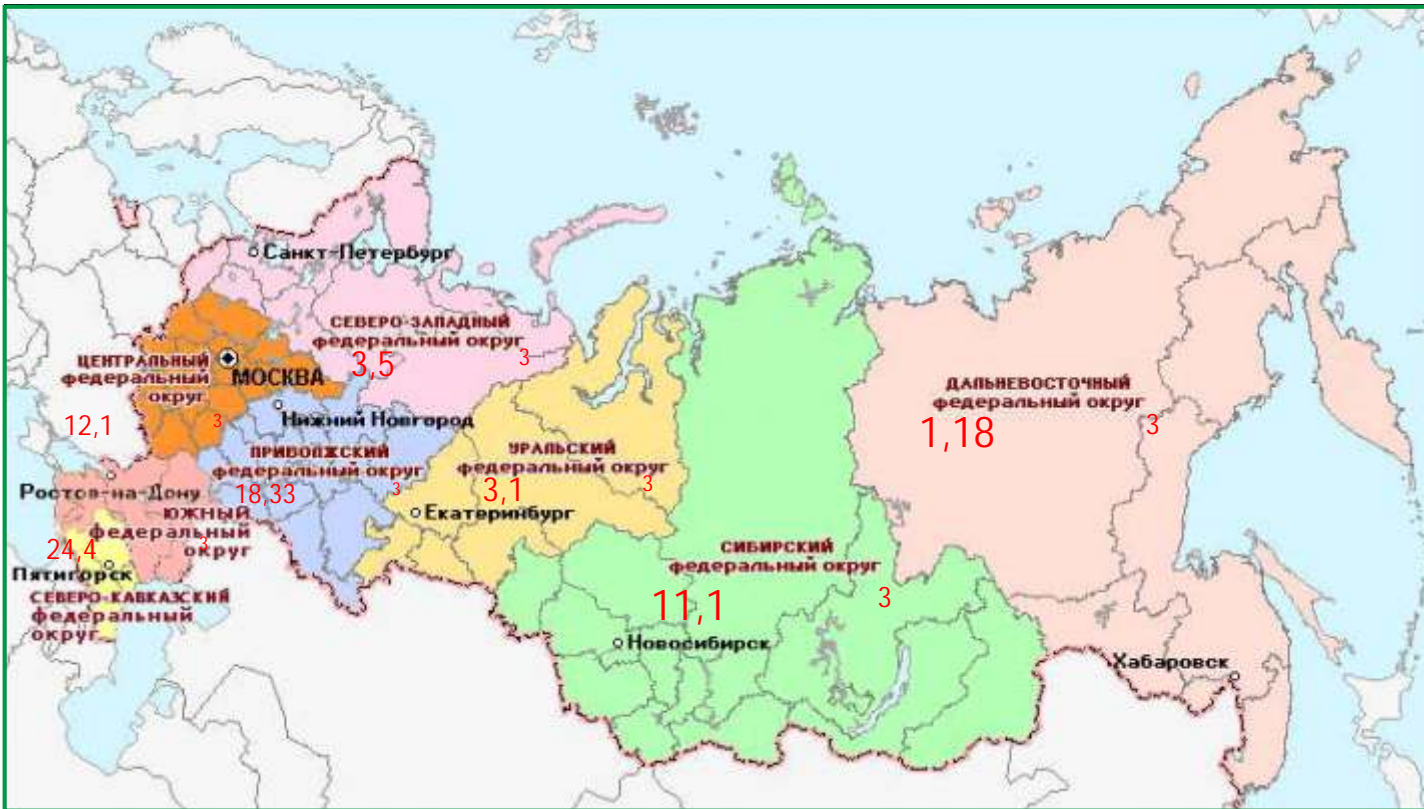 Санкт-Петербург
СЕВЕРО-ЗАПАДНЫЙ
федеральный округ
3
3,5
ЦЕНТРАЛЬНЫЙ
федеральный
округ
МОСКВА
12,1
3
Нижний Новгород
ПРИВОЛЖСКИЙ
федеральный округ
18,33
3
УРАЛЬСКИЙ
федеральный округ
3,1
3
Екатеринбург
ДАЛЬНЕВОСТОЧНЫЙ
федеральный округ
1,18
3
Ростов-на-Дону
ЮЖНЫЙ
федеральный
округ
3
24,4
Пятигорск
СЕВЕРО-КАВКАЗСКИЙ
федеральный
округ
СИБИРСКИЙ
федеральный округ
11,1
3
Новосибирск
Хабаровск